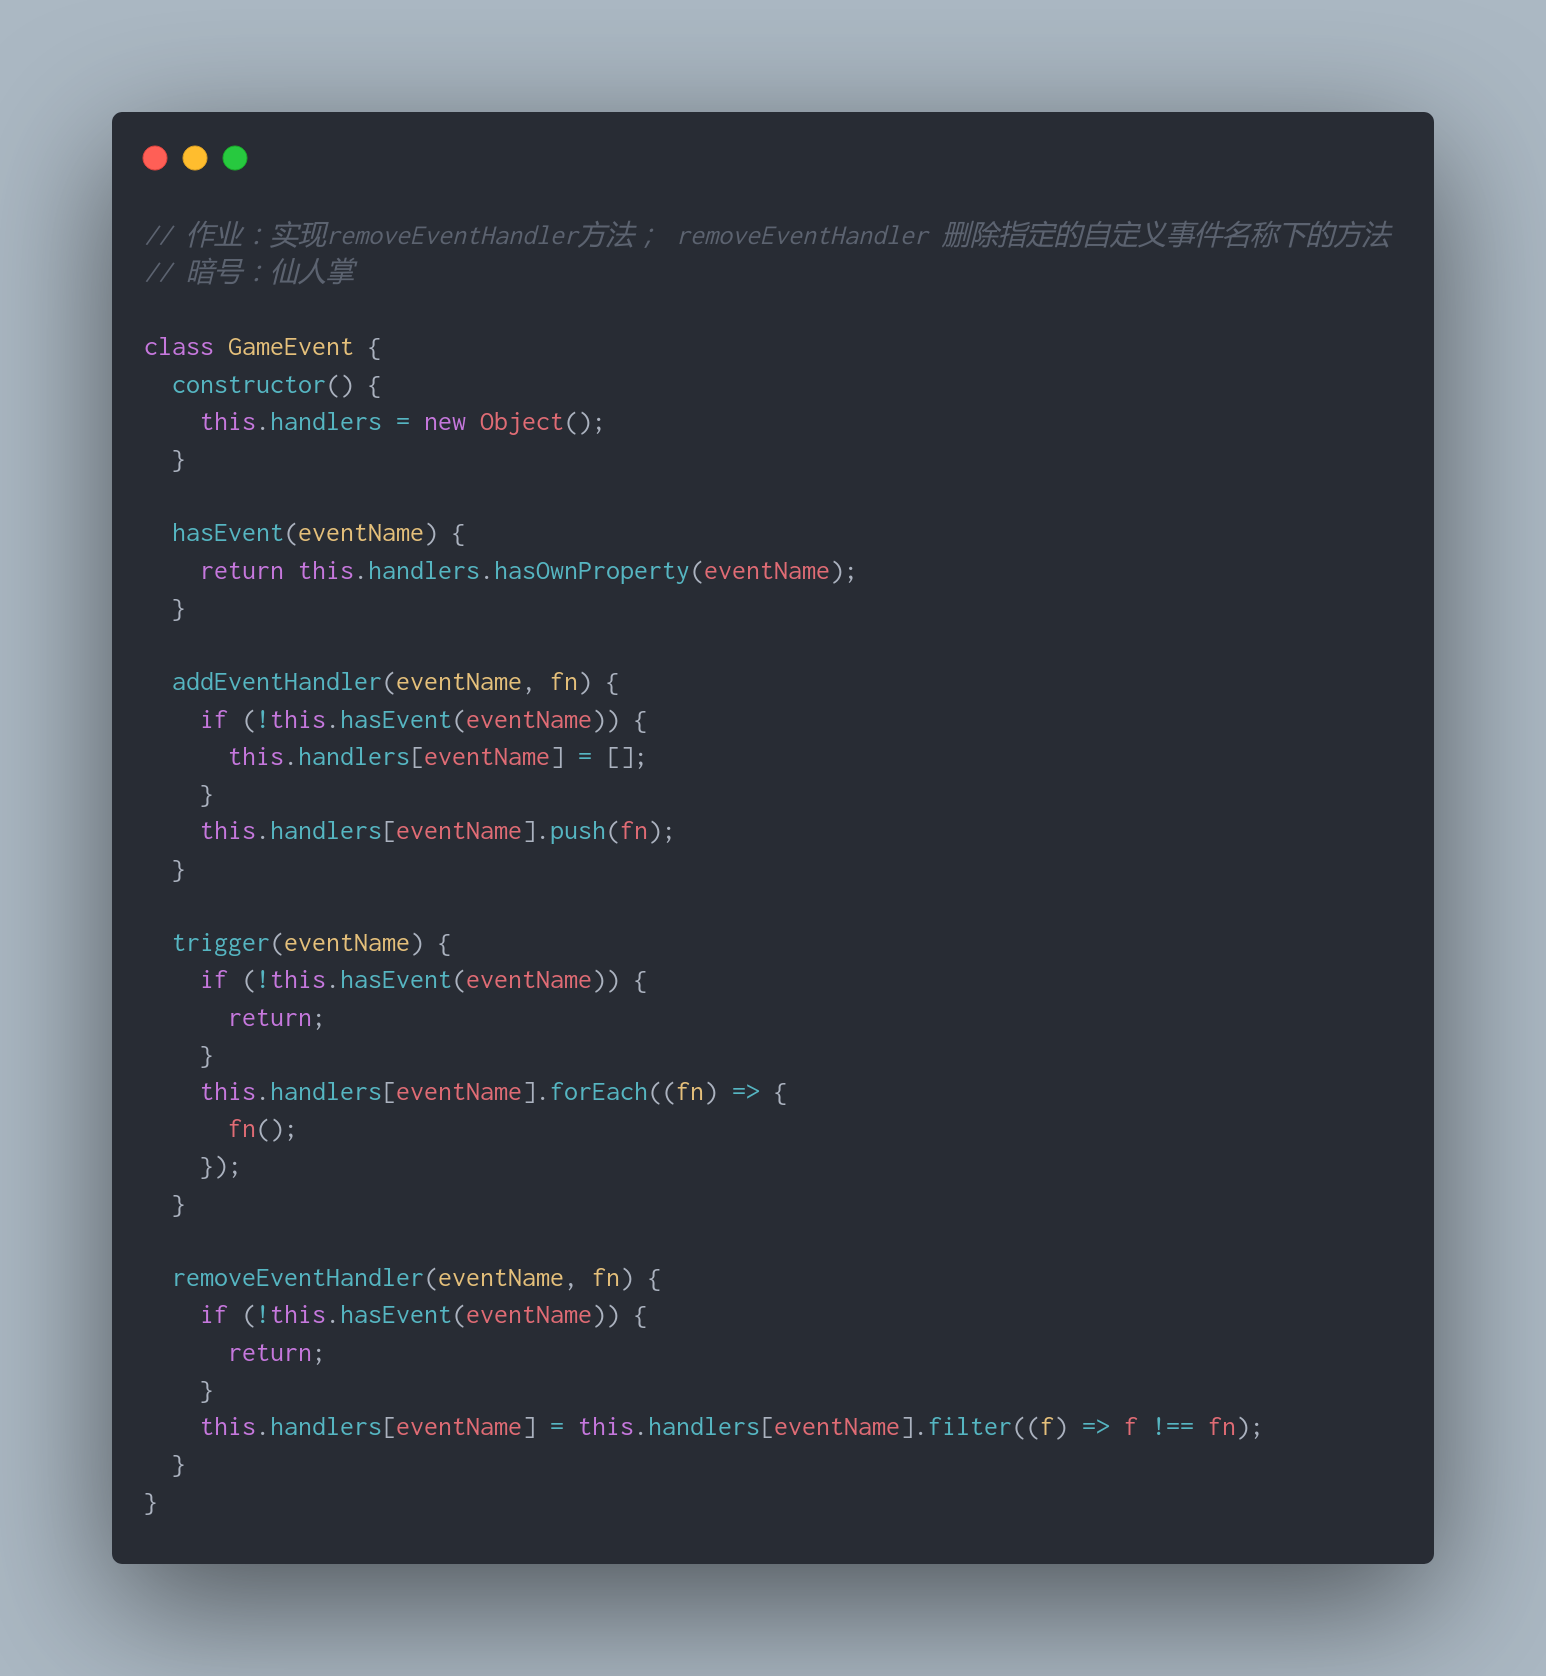 // 作业：实现removeEventHandler方法； removeEventHandler 删除指定的自定义事件名称下的方法
// 暗号：仙人掌
class GameEvent {
constructor() {
this.handlers = new Object();
}
hasEvent(eventName) {
return this.handlers.hasOwnProperty(eventName);
}
addEventHandler(eventName, fn) {
if (!this.hasEvent(eventName)) {
this.handlers[eventName] = [];
}
this.handlers[eventName].push(fn);
}
trigger(eventName) {
if (!this.hasEvent(eventName)) {
return;
}
this.handlers[eventName].forEach((fn) => {
fn();
});
}
removeEventHandler(eventName, fn) {
if (!this.hasEvent(eventName)) {
return;
}
this.handlers[eventName] = this.handlers[eventName].filter((f) => f !== fn);
}
}